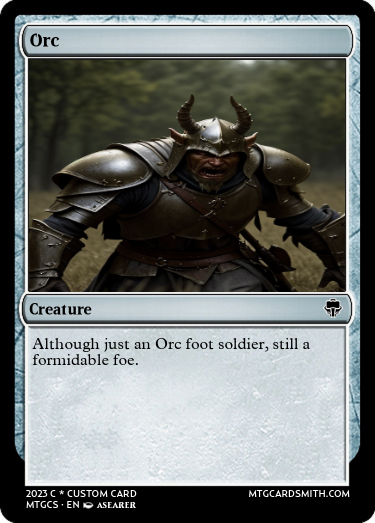 Orc
Creature
Although just an Orc foot soldier, still a
formidable foe.
2023 C * CUSTOM CARD
MTGCARDSMITH.COM
MTGCS · EN ASEARER